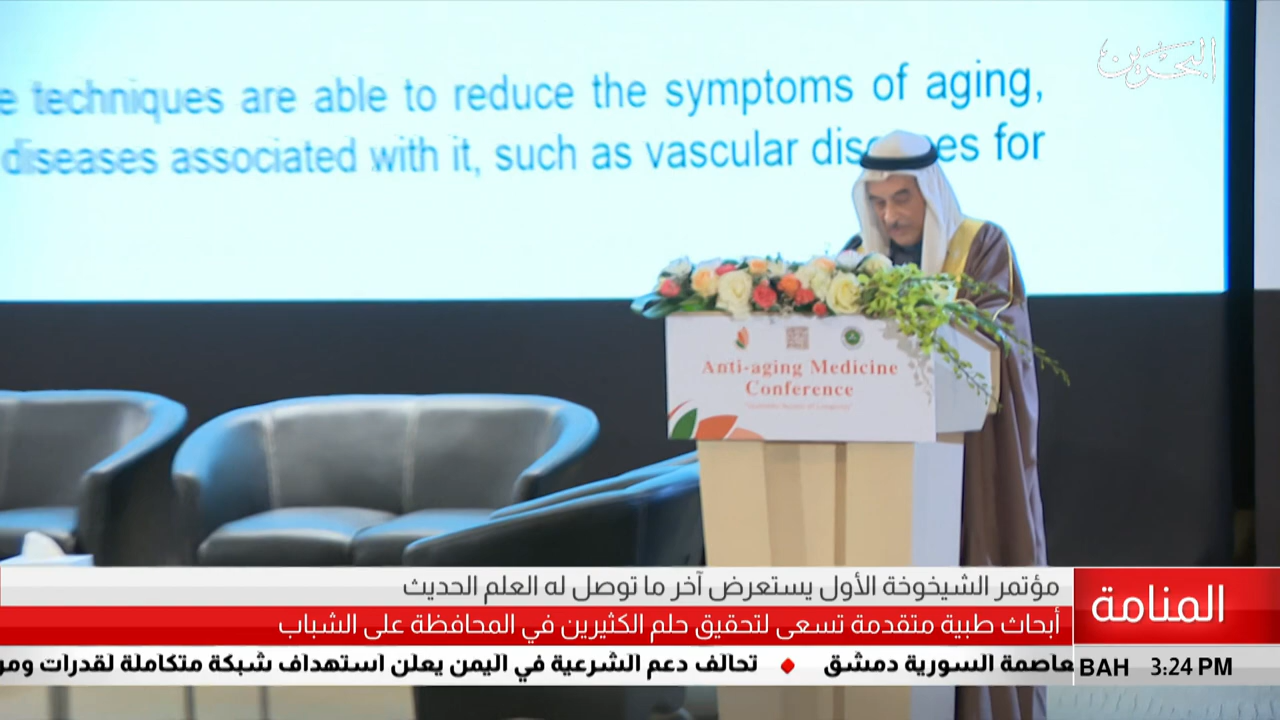 البحرين
e techniques are able to reduce the symptoms of aging,
diseases associated with it, such as vascular dis es for
Anti-aging Medicine
Conference
المنامة
مؤتمر الشيخوخة الأول يستعرض آخر ما توصل له العلم الحديث
أبحاث طبية متقدمة تسعى لتحقيق حلم الكثيرين في المحافظة على الشباب
عاصمة السورية دمشق ♦ تحالف دعم الشرعية في اليمن يعلن استهداف شبكة متكاملة لقدرات ومر
BAH 3:24 PM